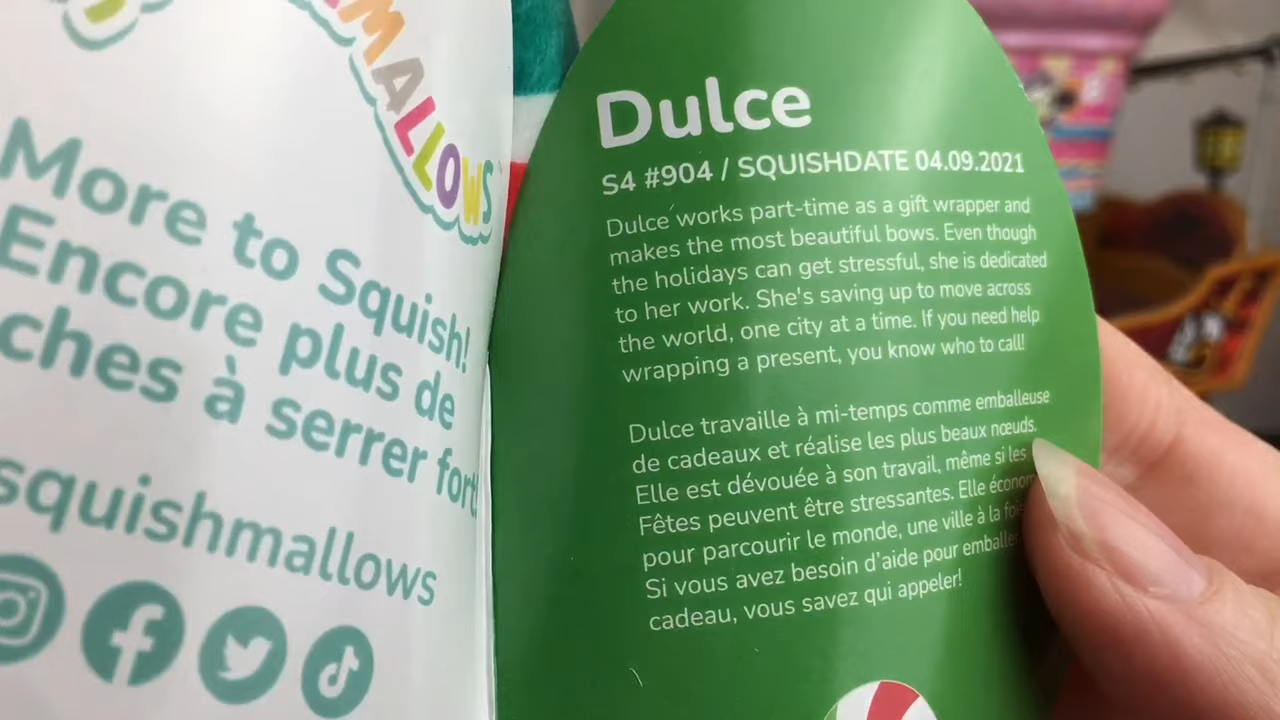 MALLOWS
More to Squish!
Encore plus de
ches à serrer fort
squishmallows
Dulce
S4 #904 / SQUISHDATE 04.09.2021
Dulce works part-time as a gift wrapper and
makes the most beautiful bows. Even though
the holidays can get stressful, she is dedicated
to her work. She's saving up to move across
the world, one city at a time. If you need help
wrapping a present, you know who to call!
Dulce travaille à mi-temps comme emballeuse
de cadeaux et réalise les plus beaux nœuds.
Elle est dévouée à son travail, même si les
Fêtes peuvent être stressantes. Elle économ
pour parcourir le monde, une ville à la fois
Si vous avez besoin d'aide pour emballer
cadeau, vous savez qui appeler!